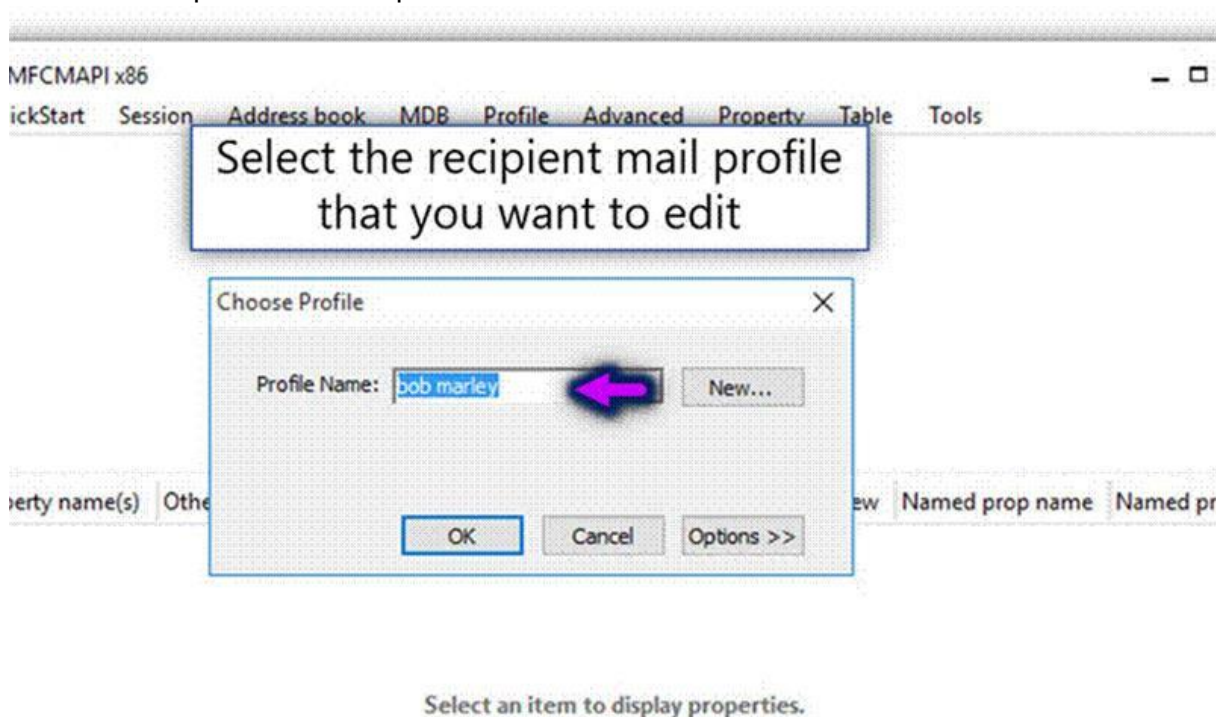 MFCMAPI x86
ickStart Session Address book MDB Profile Advanced Property Table Tools
Select the recipient mail profile
that you want to edit
Choose Profile
Profile Name: bob marley New...
erty name(s) Othe ew Named prop name Named pr
OK Cancel Options >>
Select an item to display properties.